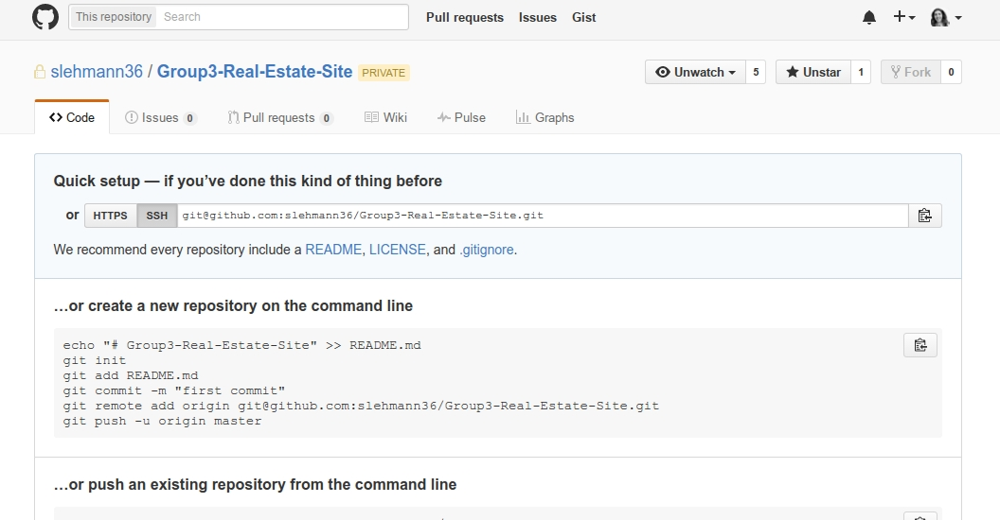 This repository Search Pull requests Issues Gist
slehmann36 / Group3-Real-Estate-Site PRIVATE Unwatch 5 Unstar 1 Fork 0
Code Issues 0 Pull requests 0 Wiki Pulse Graphs
Quick setup — if you’ve done this kind of thing before
or HTTPS SSH git@github.com:slehmann36/Group3-Real-Estate-Site.git
We recommend every repository include a README, LICENSE, and .gitignore.
…or create a new repository on the command line
echo "# Group3-Real-Estate-Site" >> README.md
git init
git add README.md
git commit -m "first commit"
git remote add origin git@github.com:slehmann36/Group3-Real-Estate-Site.git
git push -u origin master
…or push an existing repository from the command line